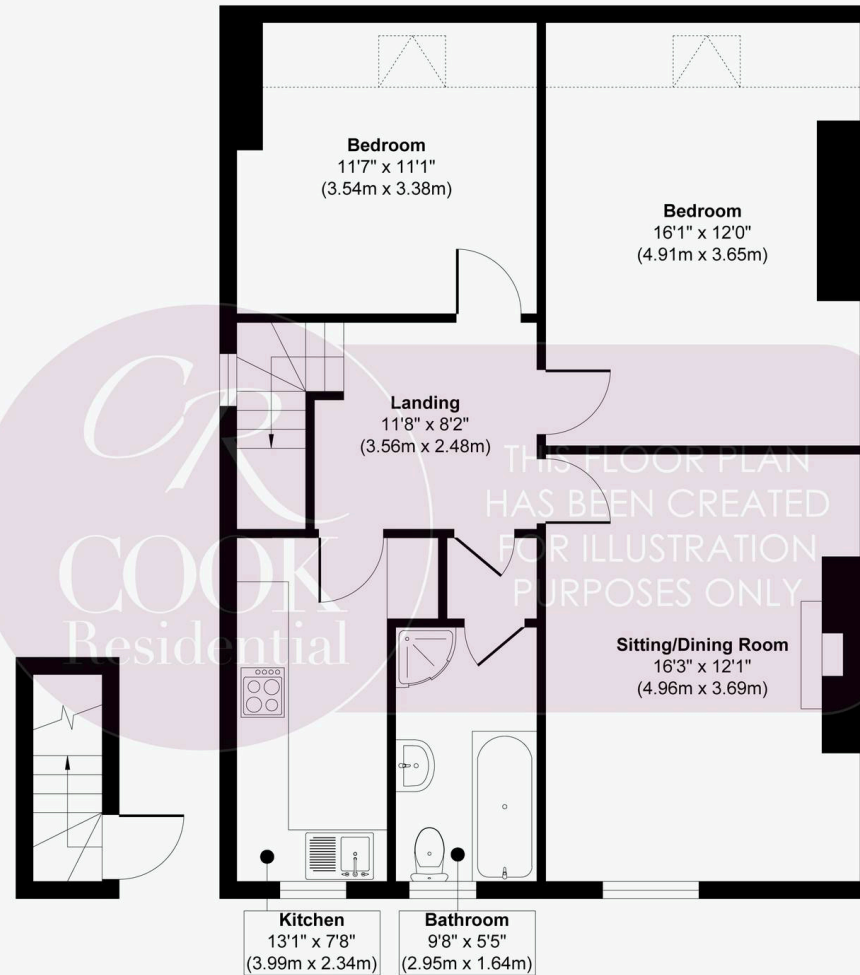 Bedroom
11'7" x 11'1"
(3.54m x 3.38m)
Bedroom
16'1" x 12'0"
(4.91m x 3.65m)
Landing
11'8" x 8'2"
(3.56m x 2.48m)
CR
COOK
Residential
THIS FLOOR PLAN
HAS BEEN CREATED
FOR ILLUSTRATION
PURPOSES ONLY
Sitting/Dining Room
16'3" x 12'1"
(4.96m x 3.69m)
Kitchen
13'1" x 7'8"
(3.99m x 2.34m)
Bathroom
9'8" x 5'5"
(2.95m x 1.64m)